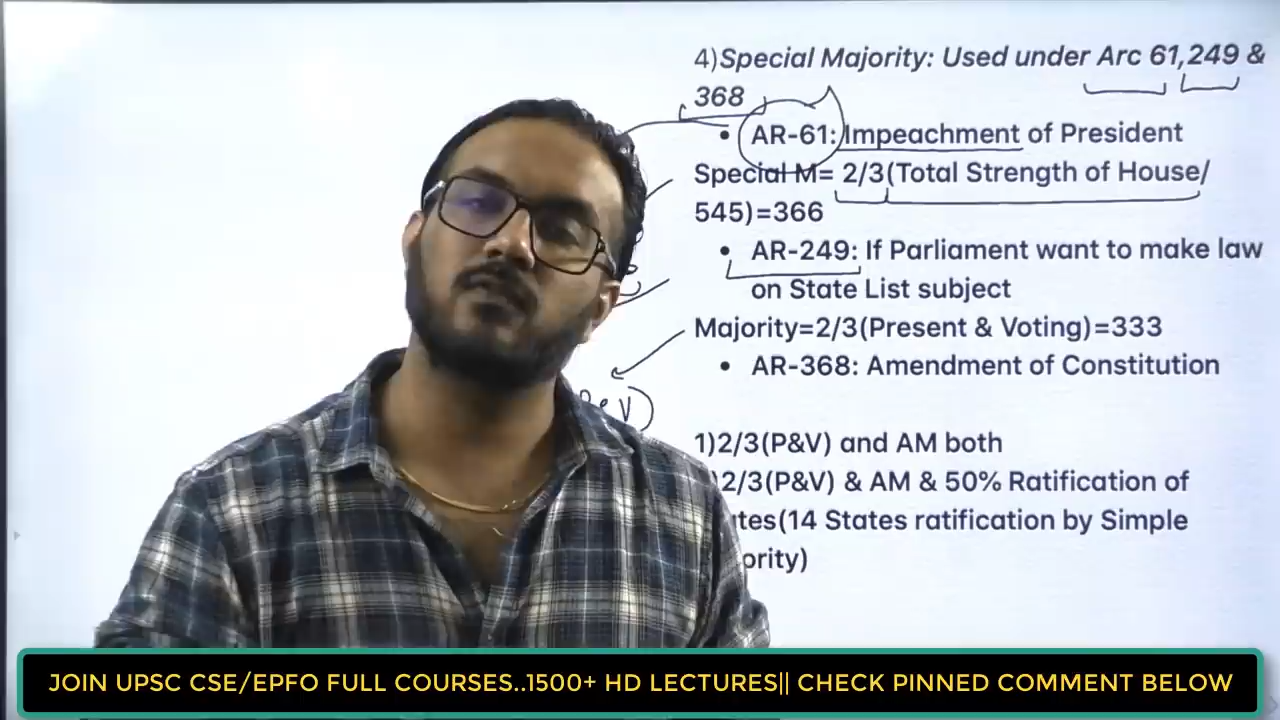 4)Special Majority: Used under Arc 61,249 &
368
• AR-61: Impeachment of President
Special M= 2/3(Total Strength of House/
545)=366
• AR-249: If Parliament want to make law
on State List subject
Majority=2/3(Present & Voting)=333
• AR-368: Amendment of Constitution
1)2/3(P&V) and AM both
)2/3(P&V) & AM & 50% Ratification of
tes(14 States ratification by Simple
ority)
JOIN UPSC CSE/EPFO FULL COURSES..1500+ HD LECTURES|| CHECK PINNED COMMENT BELOW